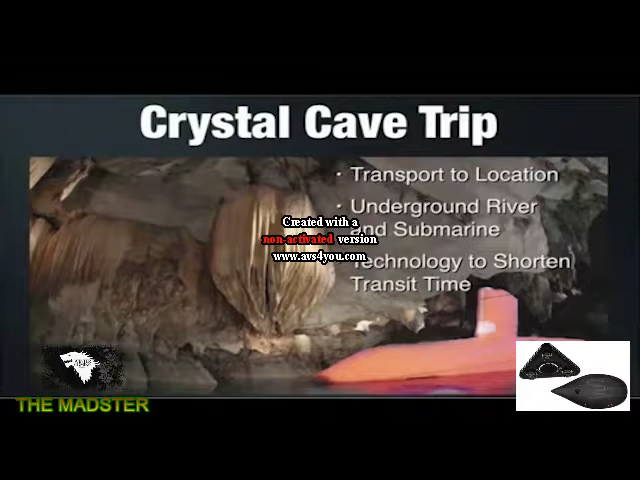 Crystal Cave Trip
· Transport to Location
· Underground River
and Submarine
Technology to Shorten
Transit Time
Created with a
non-activated version
www.avs4you.com
THE MADSTER